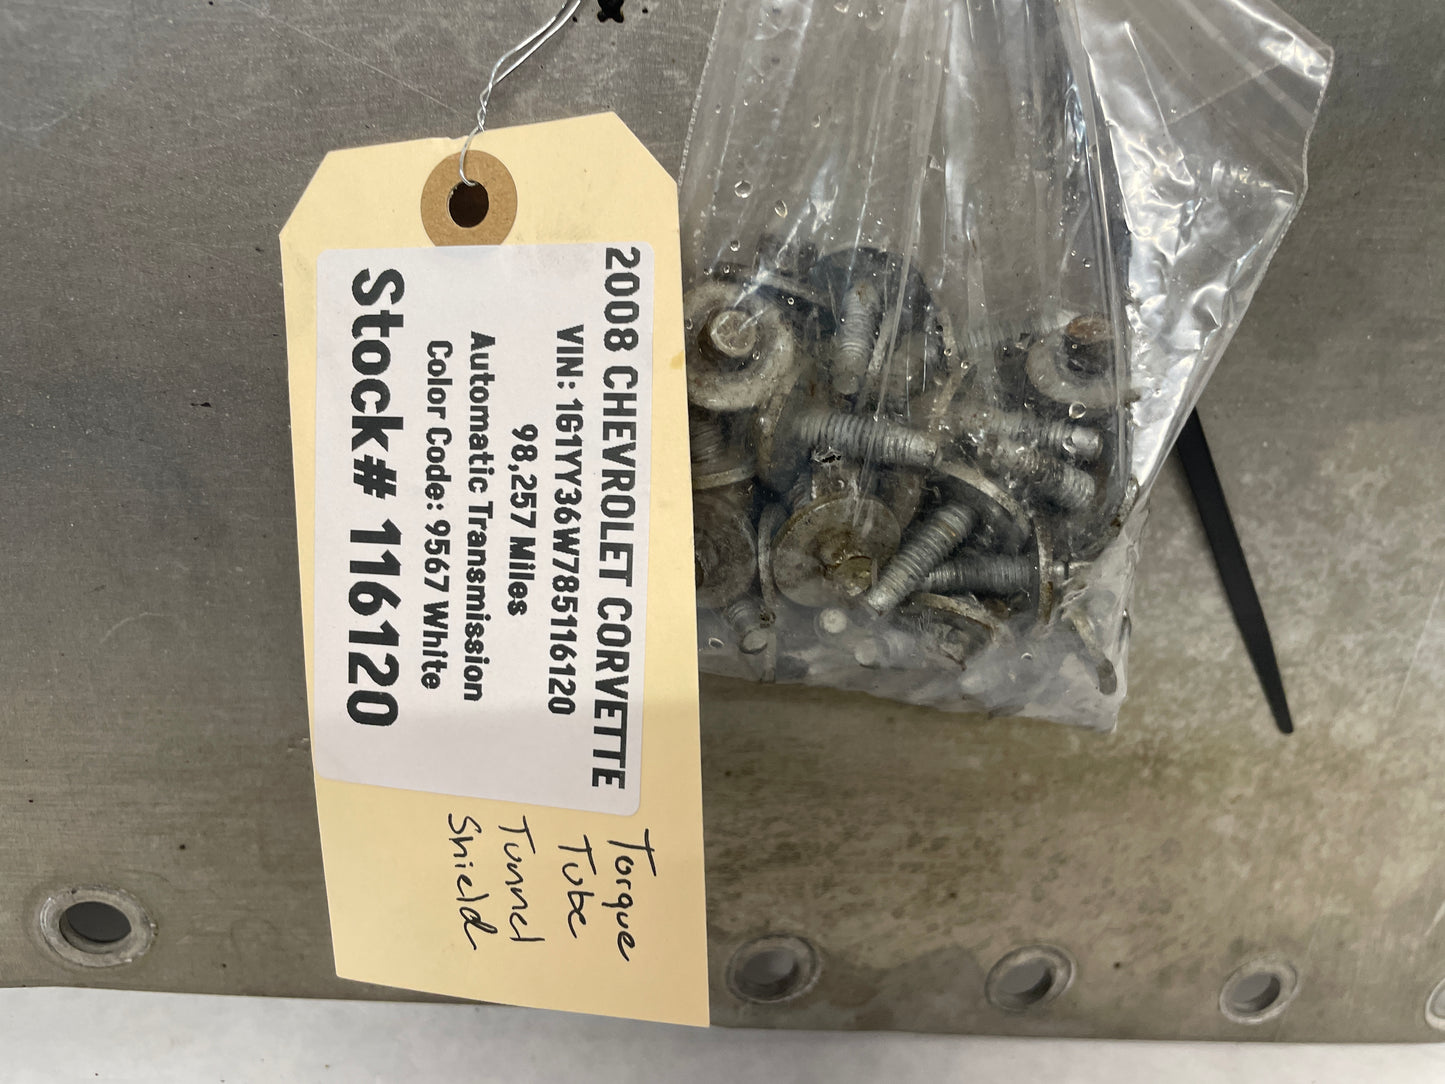 2008 CHEVROLET CORVETTE
VIN: 1G1YY36W785116120
98,257 Miles
Automatic Transmission
Color Code: 9567 White
Stock# 116120
Torque
Tube
Tunnel
Shield